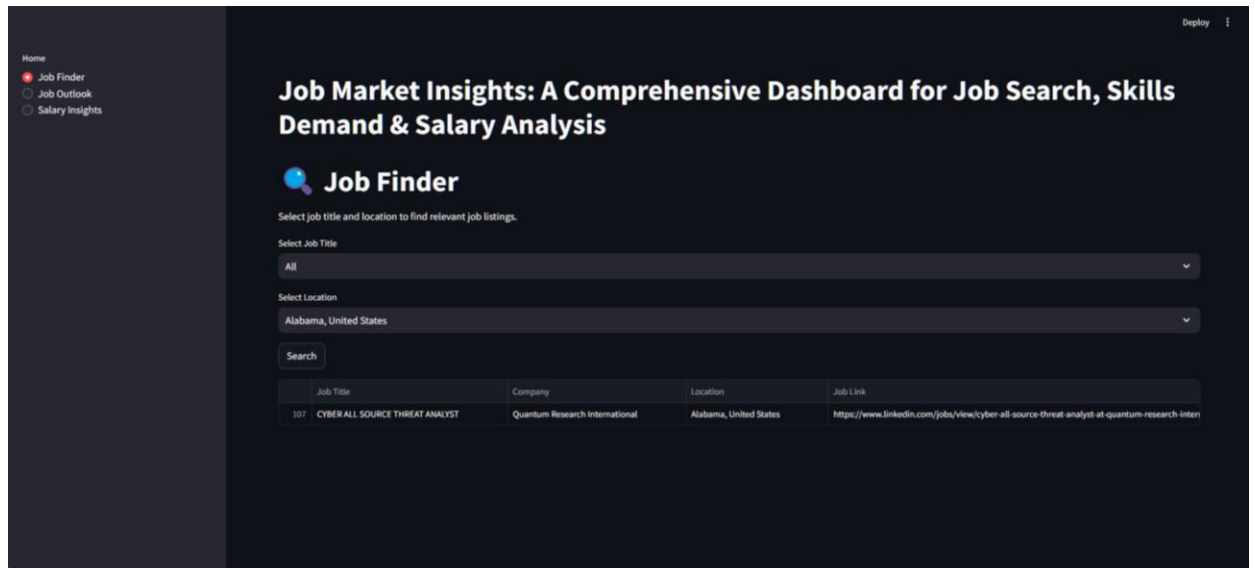 Deploy
Home
Job Finder
Job Outlook
Salary Insights
Job Market Insights: A Comprehensive Dashboard for Job Search, Skills
Demand & Salary Analysis
Job Finder
Select job title and location to find relevant job listings.
Select Job Title
All
Select Location
Alabama, United States
Search
Job Title Company Location Job Link
107 CYBER ALL SOURCE THREAT ANALYST Quantum Research International Alabama, United States https://www.linkedin.com/jobs/view/cyber-all-source-threat-analyst-at-quantum-research-inter